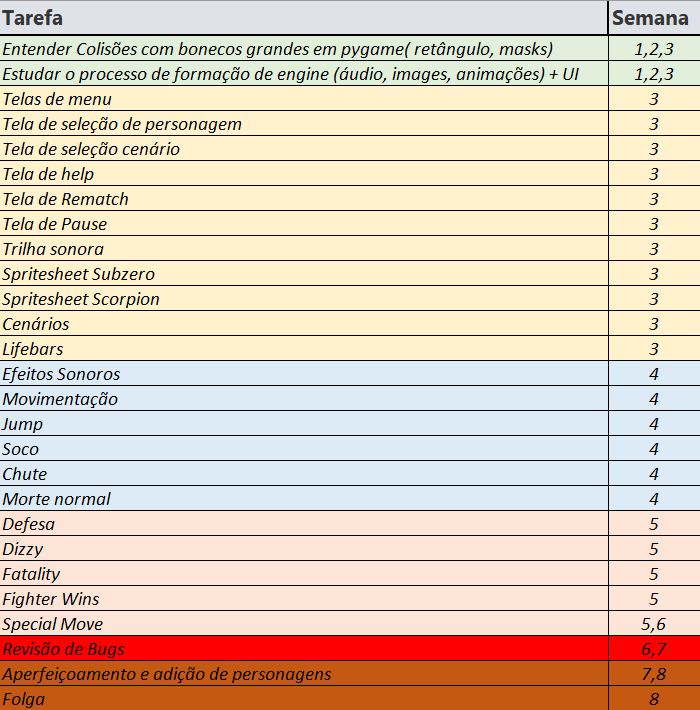 Tarefa Semana
Entender Colisões com bonecos grandes em pygame( retângulo, masks) 1,2,3
Estudar o processo de formação de engine (áudio, images, animações) + UI 1,2,3
Telas de menu 3
Tela de seleção de personagem 3
Tela de seleção cenário 3
Tela de help 3
Tela de Rematch 3
Tela de Pause 3
Trilha sonora 3
Spritesheet Subzero 3
Spritesheet Scorpion 3
Cenários 3
Lifebars 3
Efeitos Sonoros 4
Movimentação 4
Jump 4
Soco 4
Chute 4
Morte normal 4
Defesa 5
Dizzy 5
Fatality 5
Fighter Wins 5
Special Move 5,6
Revisão de Bugs 6,7
Aperfeiçoamento e adição de personagens 7,8
Folga 8